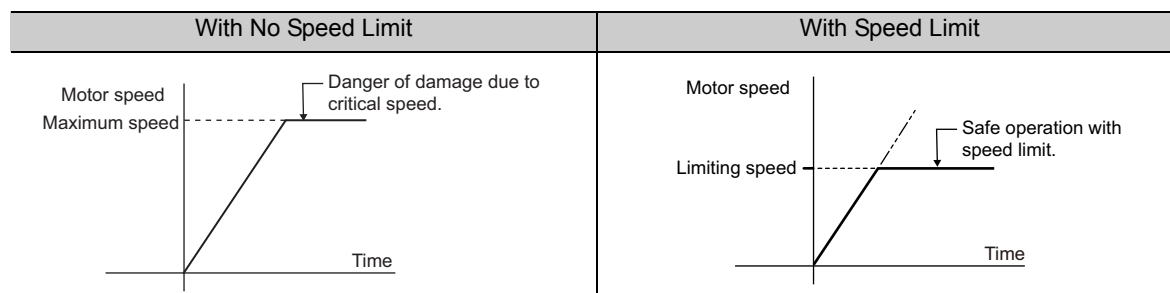 With No Speed Limit
With Speed Limit
Motor speed
Maximum speed
Danger of damage due to
critical speed.
Time
Motor speed
Limiting speed
Safe operation with
speed limit.
Time